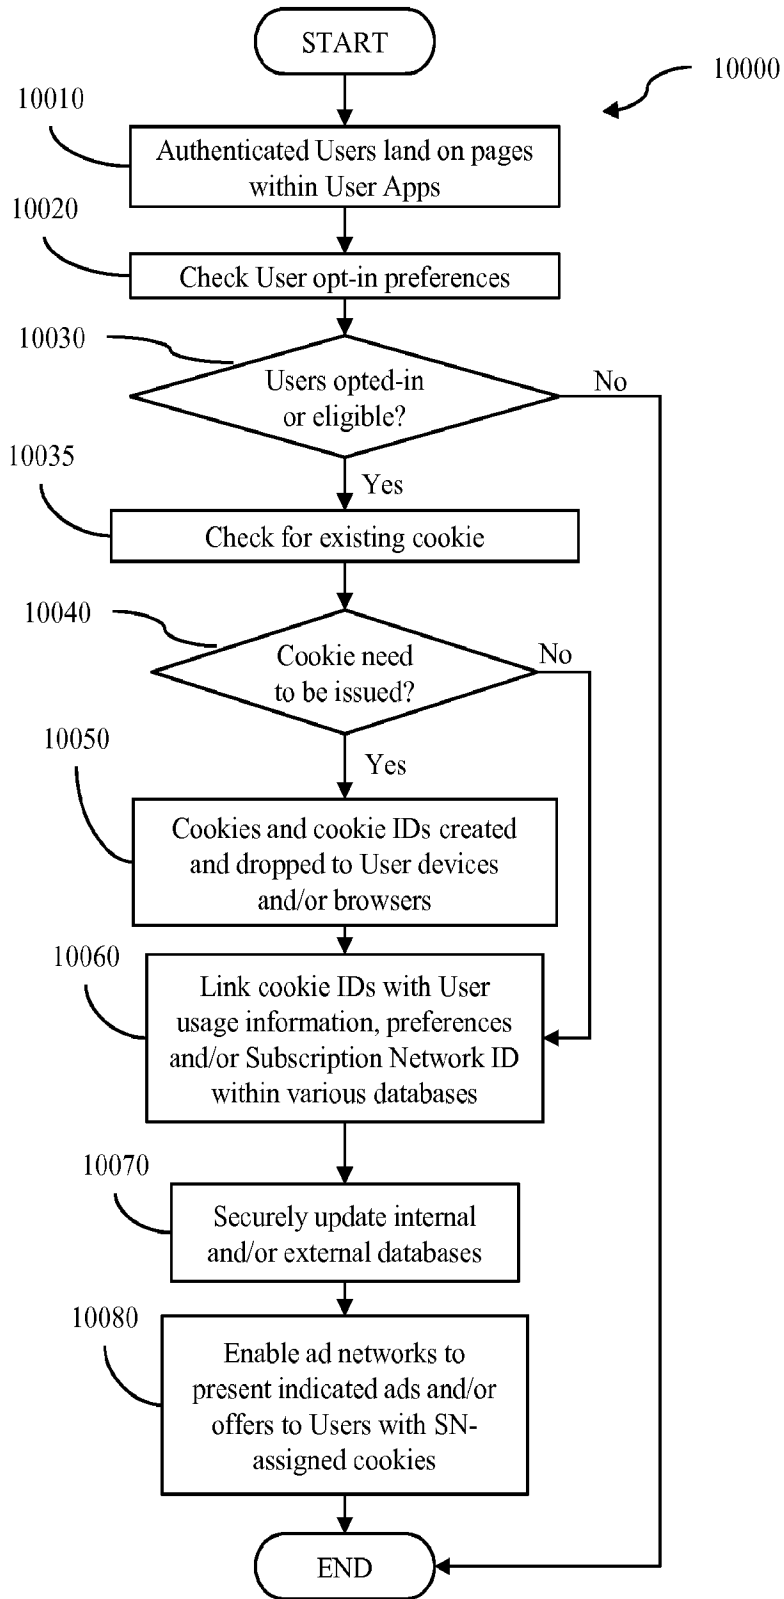 START
10000
10010
Authenticated Users land on pages
within User Apps
10020
Check User opt-in preferences
10030
Users opted-in
or eligible?
No
Yes
10035
Check for existing cookie
10040
Cookie need
to be issued?
No
Yes
10050
Cookies and cookie IDs created
and dropped to User devices
and/or browsers
10060
Link cookie IDs with User
usage information, preferences
and/or Subscription Network ID
within various databases
10070
Securely update internal
and/or external databases
10080
Enable ad networks to
present indicated ads and/or
offers to Users with SN-
assigned cookies
END